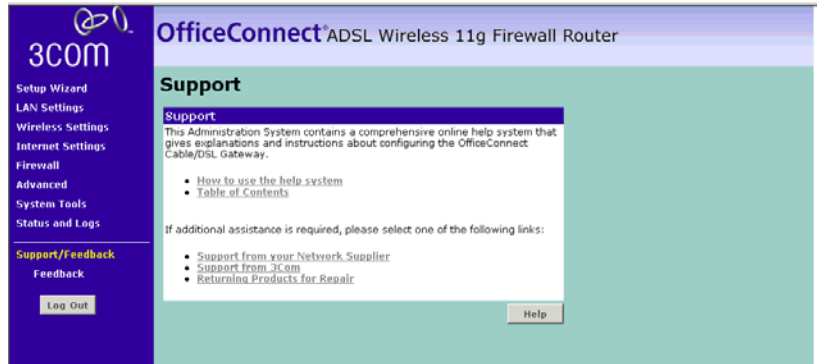 3COM
OfficeConnect® ADSL Wireless 11g Firewall Router
Setup Wizard
LAN Settings
Wireless Settings
Internet Settings
Firewall
Advanced
System Tools
Status and Logs
Support/Feedback
Feedback
Log Out
Support
Support
This Administration System contains a comprehensive online help system that
gives explanations and instructions about configuring the OfficeConnect
Cable/DSL Gateway.
How to use the help system
Table of Contents
If additional assistance is required, please select one of the following links:
Support from your Network Supplier
Support from 3Com
Returning Products for Repair
Help